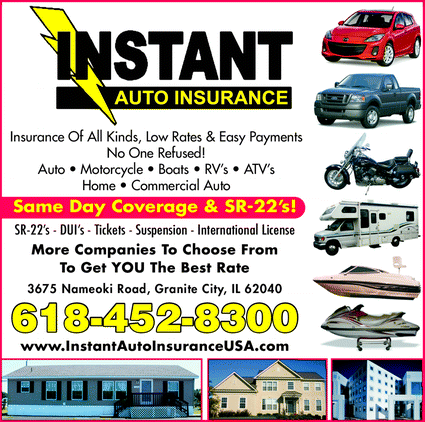 INSTANT
AUTO INSURANCE
Insurance Of All Kinds, Low Rates & Easy Payments
No One Refused!
Auto • Motorcycle • Boats • RV's • ATV's
Home • Commercial Auto
Same Day Coverage & SR-22's!
SR-22's - DUI's - Tickets - Suspension - International License
More Companies To Choose From
To Get YOU The Best Rate
3675 Nameoki Road, Granite City, IL 62040
618-452-8300
www.InstantAutoInsuranceUSA.com